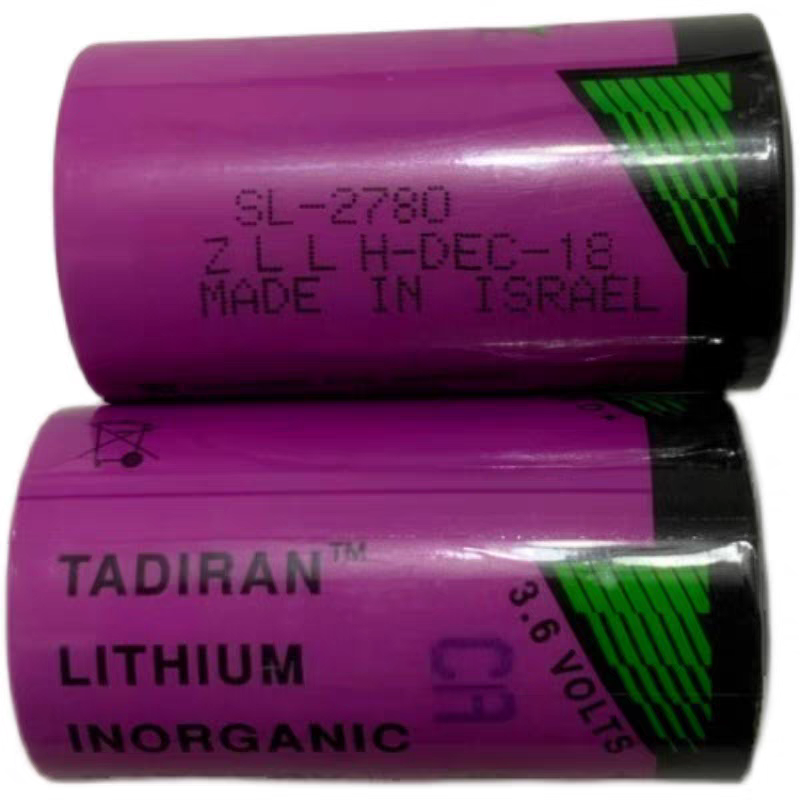 SL-2780
Z L L H-DEC-18
MADE IN ISRAEL
TADIRAN™
LITHIUM
INORGANIC
3.6 VOLTS
CA